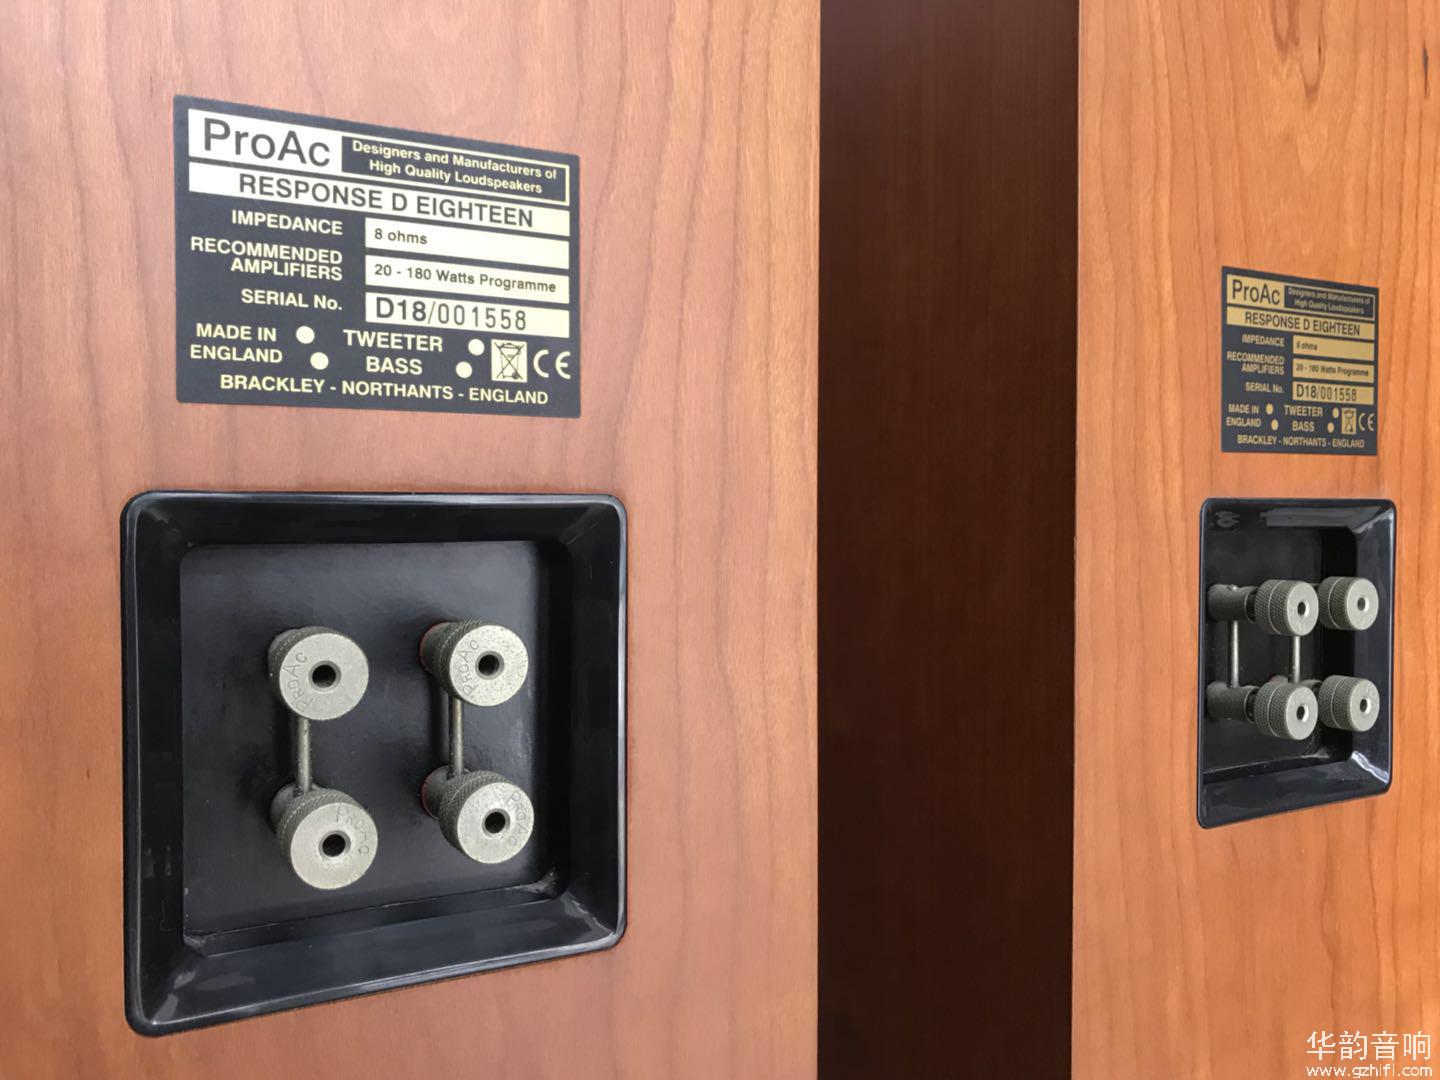 ProAc
Designers and Manufacturers of
High Quality Loudspeakers
RESPONSE D EIGHTEEN
IMPEDANCE
8 ohms
RECOMMENDED
AMPLIFIERS
20 - 180 Watts Programme
SERIAL No.
D18/001558
MADE IN
ENGLAND
TWEETER
BASS
CE
BRACKLEY - NORTHANTS - ENGLAND
PROAC
PROAC
PROAC
PROAC
ProAc
Designers and Manufacturers of
High Quality Loudspeakers
RESPONSE D EIGHTEEN
IMPEDANCE
8 ohms
RECOMMENDED
AMPLIFIERS
20 - 180 Watts Programme
SERIAL No.
D18/001558
MADE IN
ENGLAND
TWEETER
BASS
CE
BRACKLEY - NORTHANTS - ENGLAND
华韵音响
www.gzhifi.com